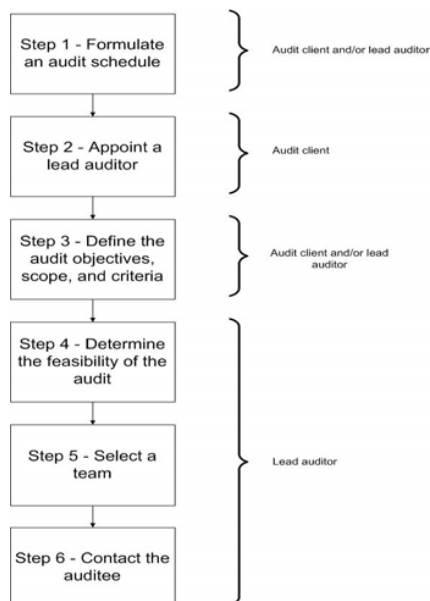 Step 1 - Formulate
an audit schedule
Audit client and/or lead auditor
Step 2 - Appoint a
lead auditor
Audit client
Step 3 - Define the
audit objectives,
scope, and criteria
Audit client and/or lead
auditor
Step 4 - Determine
the feasibility of the
audit
Step 5 - Select a
team
Lead auditor
Step 6 - Contact the
auditee